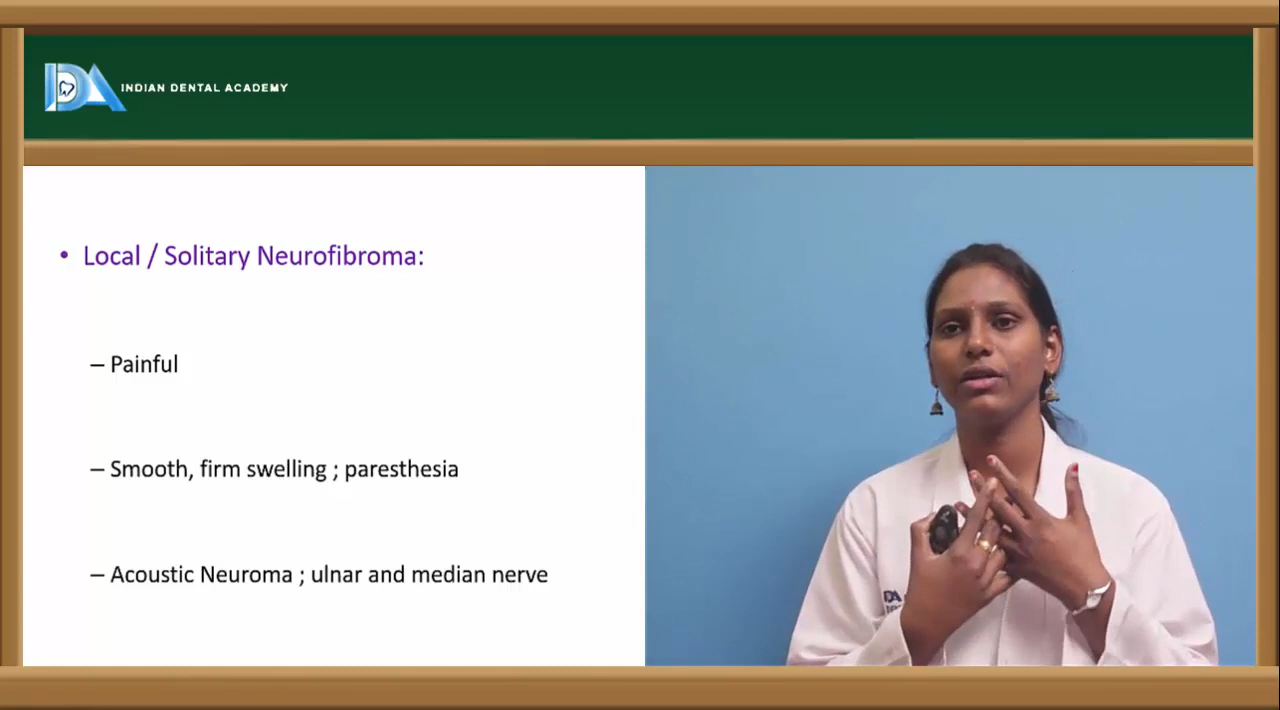 INDIAN DENTAL ACADEMY
• Local / Solitary Neurofibroma:
– Painful
– Smooth, firm swelling ; paresthesia
– Acoustic Neuroma ; ulnar and median nerve